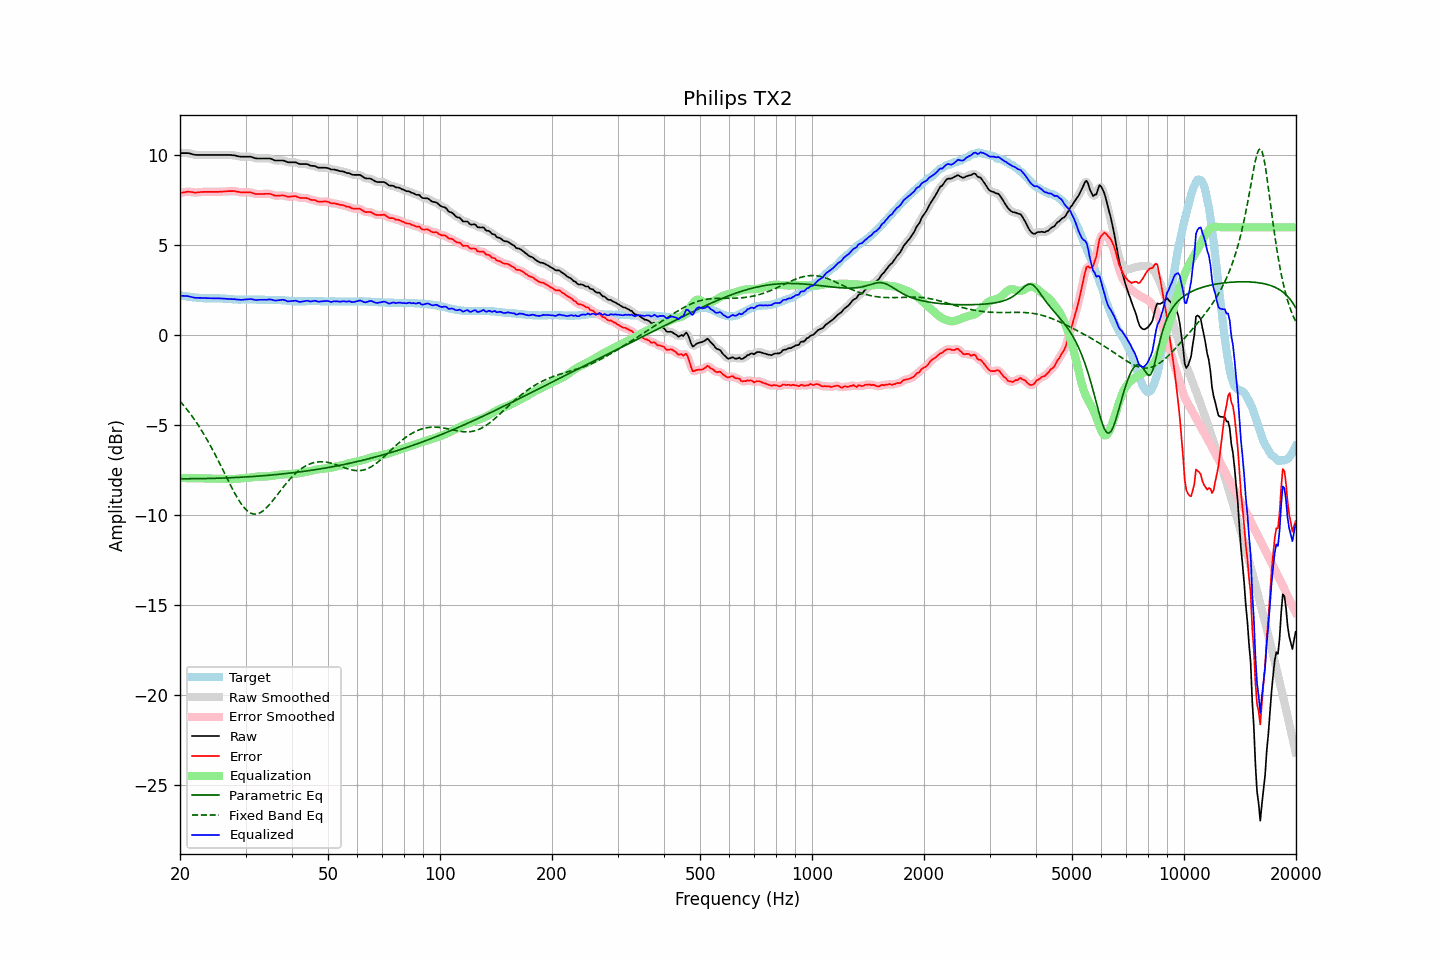 Philips TX2
Amplitude (dBr)
10
5
0
−5
−10
−15
−20
−25
Target
Raw Smoothed
Error Smoothed
Raw
Error
Equalization
Parametric Eq
Fixed Band Eq
Equalized
20 50 100 200 500 1000 2000 5000 10000 20000
Frequency (Hz)